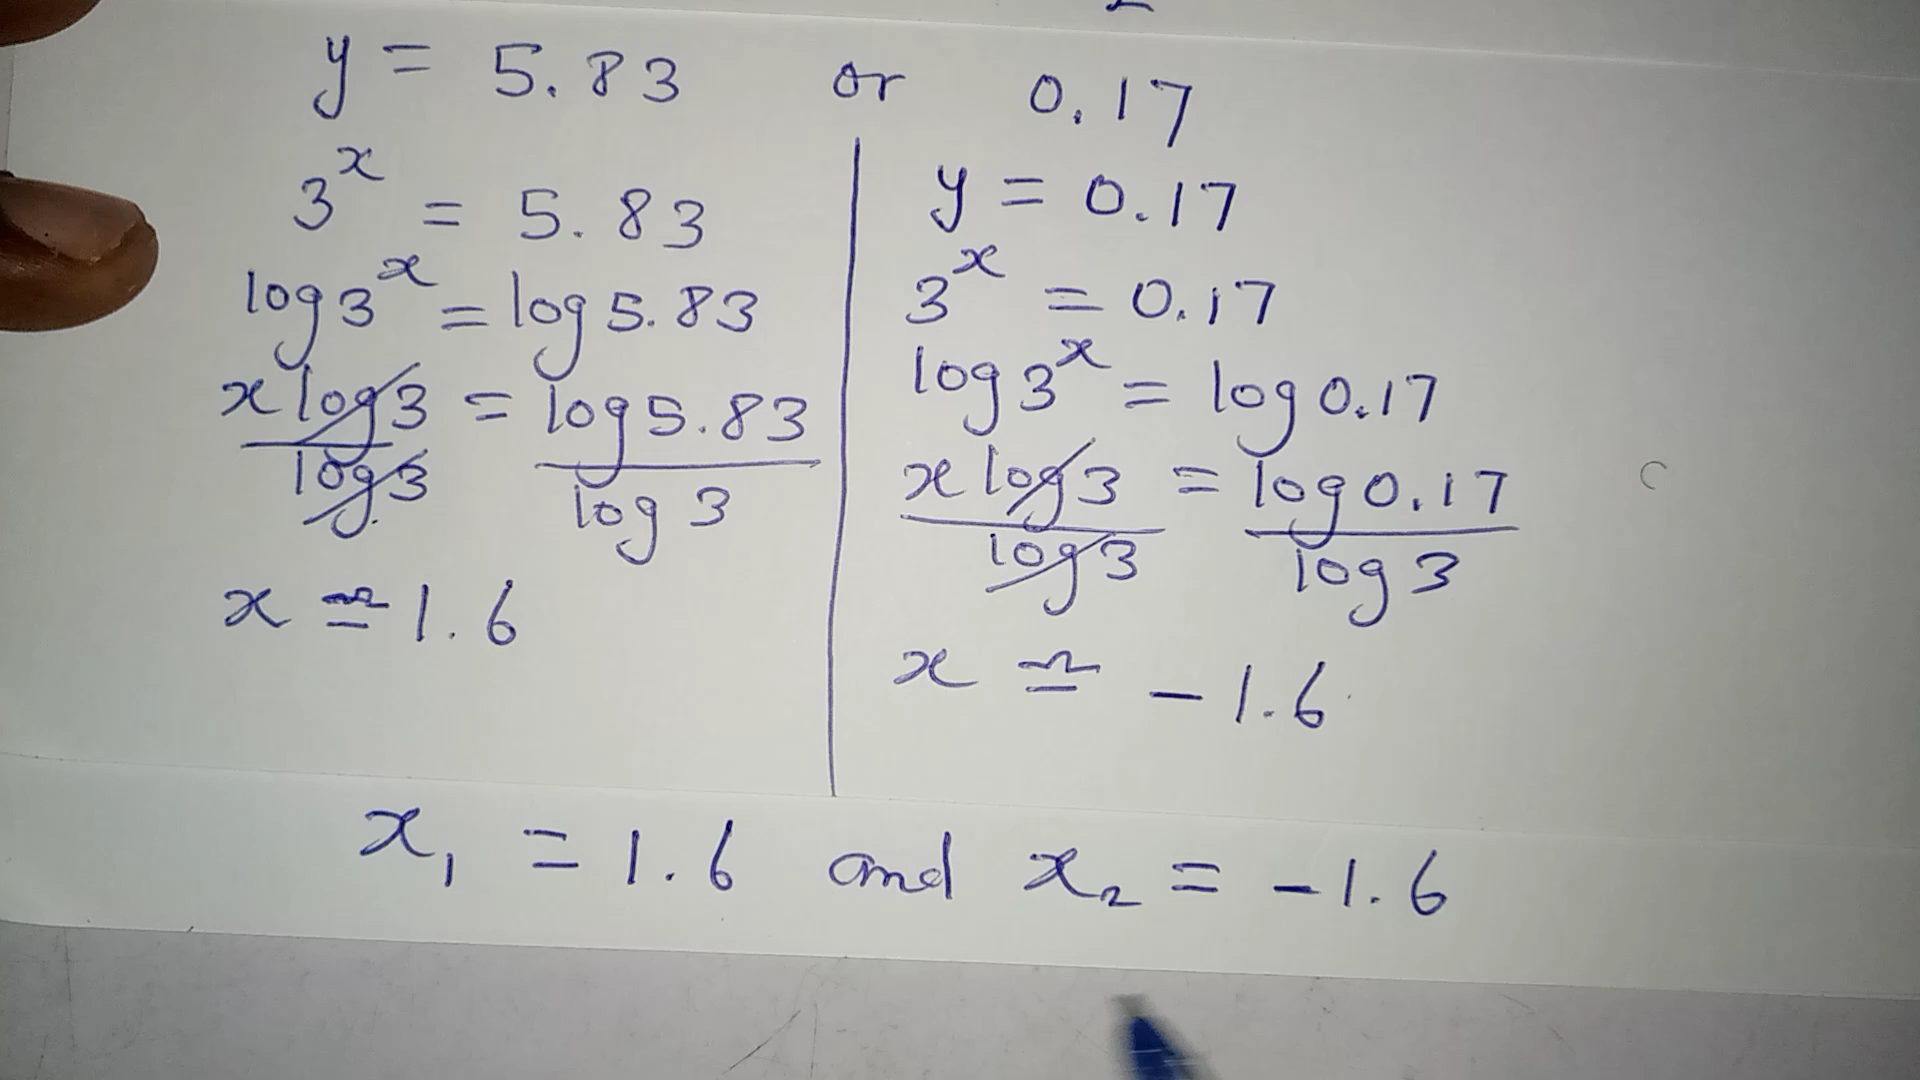 y = 5.83 or 0.17
3^x = 5.83
log 3^x = log 5.83
x log 3 / log 3 = log 5.83 / log 3
x ≃ 1.6
y = 0.17
3^x = 0.17
log 3^x = log 0.17
x log 3 / log 3 = log 0.17 / log 3
x ≃ -1.6
x₁ = 1.6 and x₂ = -1.6